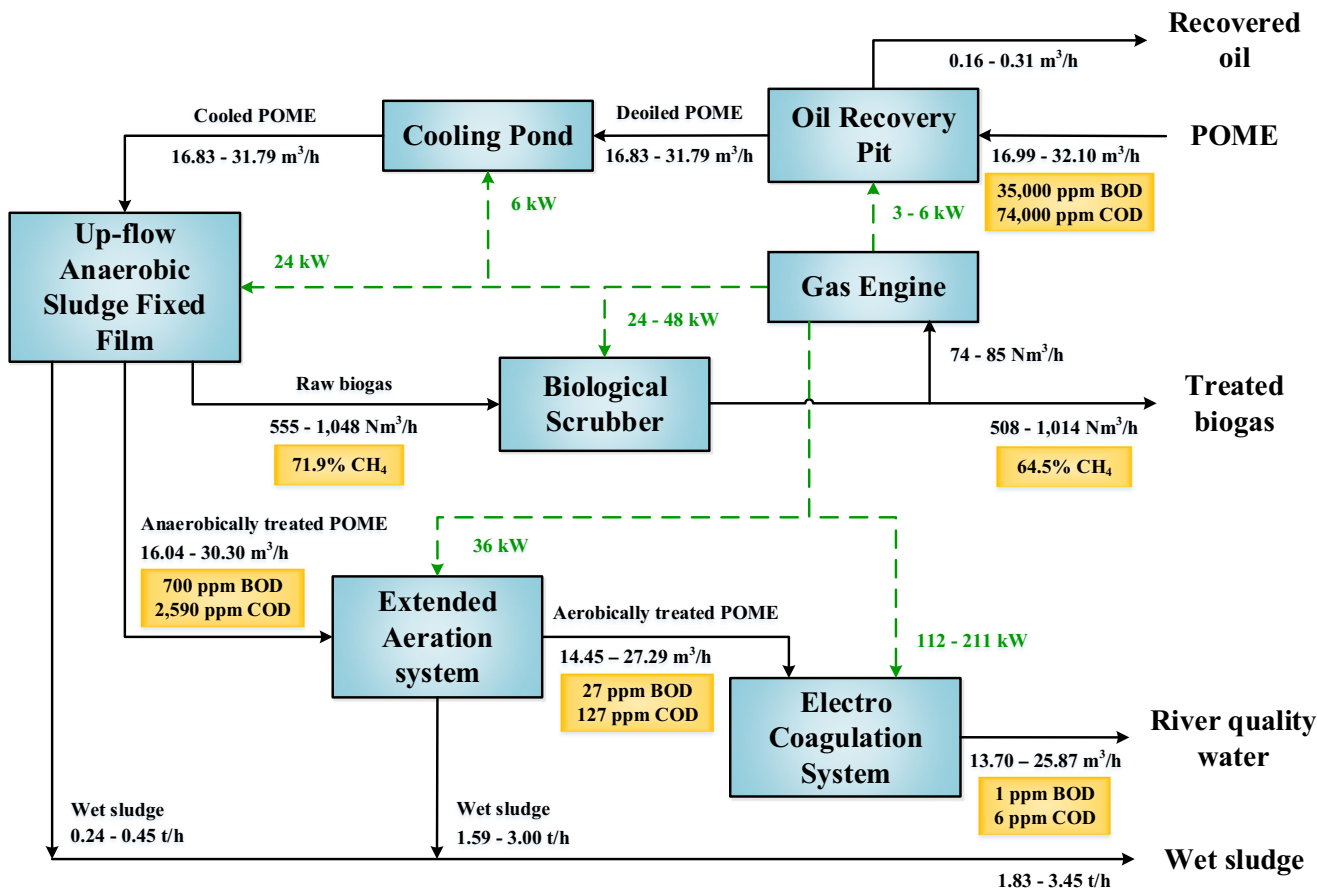 Recovered
oil
0.16 - 0.31 m³/h
Oil Recovery
Pit
POME
16.99 - 32.10 m³/h
35,000 ppm BOD
74,000 ppm COD
Deoiled POME
16.83 - 31.79 m³/h
Cooling Pond
Cooled POME
16.83 - 31.79 m³/h
6 kW
3 - 6 kW
Up-flow
Anaerobic
Sludge Fixed
Film
24 kW
Gas Engine
24 - 48 kW
74 - 85 Nm³/h
Raw biogas
555 - 1,048 Nm³/h
71.9% CH₄
Biological
Scrubber
Treated
biogas
508 - 1,014 Nm³/h
64.5% CH₄
Anaerobically treated POME
16.04 - 30.30 m³/h
700 ppm BOD
2,590 ppm COD
36 kW
Extended
Aeration
system
Aerobically treated POME
14.45 – 27.29 m³/h
27 ppm BOD
127 ppm COD
112 - 211 kW
Electro
Coagulation
System
River quality
water
13.70 – 25.87 m³/h
1 ppm BOD
6 ppm COD
Wet sludge
0.24 - 0.45 t/h
Wet sludge
1.59 - 3.00 t/h
Wet sludge
1.83 - 3.45 t/h